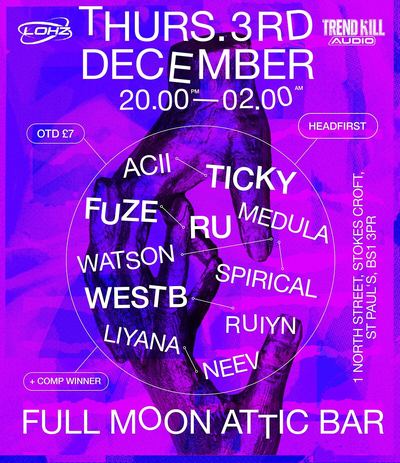 LOHZ
THURS.3RD
DECEMBER
20.00PM—02.00AM
TREND KILL
AUDIO
OTD £7
HEADFIRST
ACII
TICKY
FUZE
RU
MEDULA
WATSON
SPIRICAL
WESTB
RUIYN
LIYANA
NEEV
+ COMP WINNER
1 NORTH STREET, STOKES CROFT,
ST PAUL'S, BS1 3PR
FULL MOON ATTIC BAR